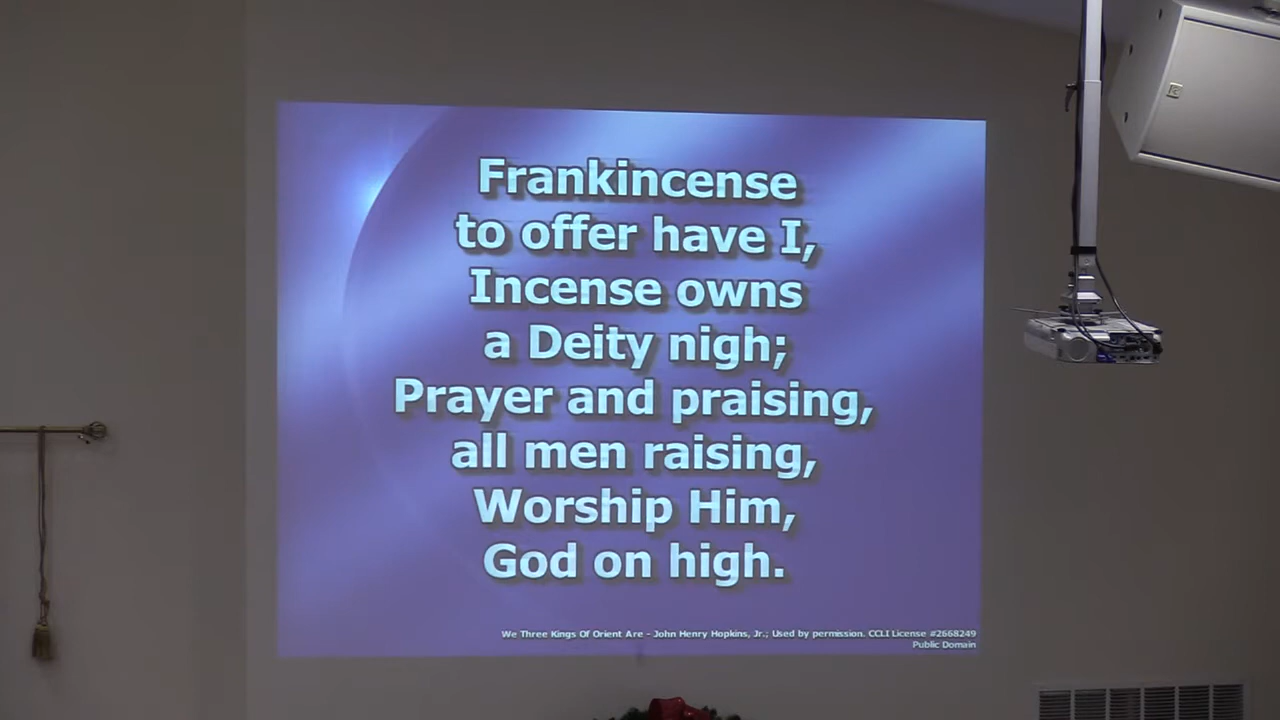 Frankincense
to offer have I,
Incense owns
a Deity nigh;
Prayer and praising,
all men raising,
Worship Him,
God on high.
We Three Kings Of Orient Are - John Henry Hopkins, Jr.; Used by permission. CCLI License #2668249
Public Domain